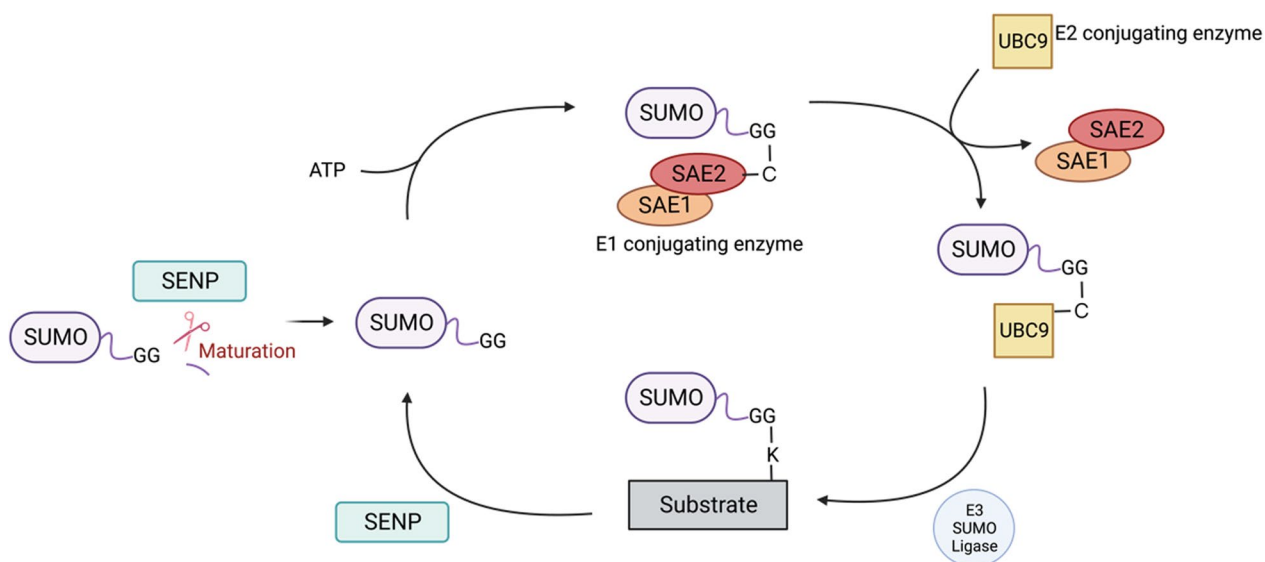 UBC9
E2 conjugating enzyme
SUMO
GG
SAE2
C
SAE1
E1 conjugating enzyme
SAE2
SAE1
ATP
SUMO
GG
C
UBC9
SENP
SUMO
GG
Maturation
SUMO
GG
SUMO
GG
K
Substrate
SENP
E3
SUMO
Ligase